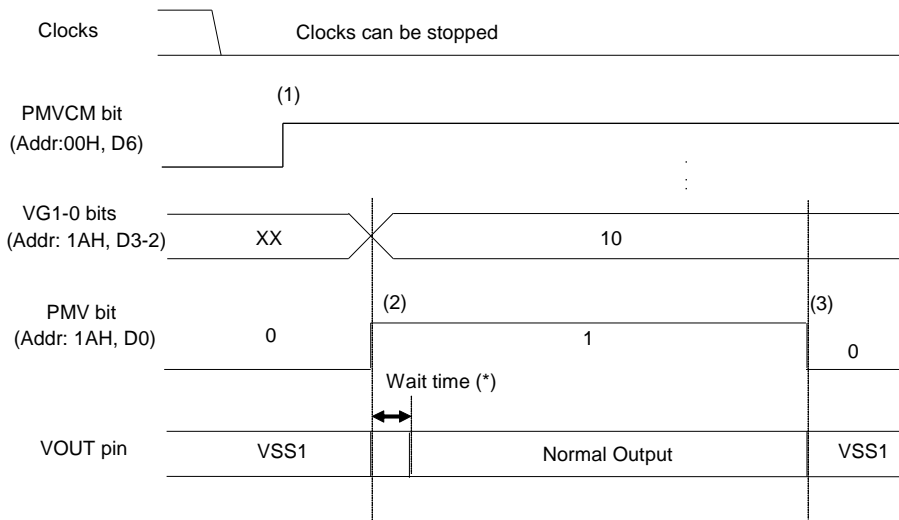 Clocks
Clocks can be stopped
(1)
PMVCM bit
(Addr:00H, D6)
VG1-0 bits
(Addr: 1AH, D3-2)
XX
10
PMV bit
(Addr: 1AH, D0)
0
(2)
1
(3)
0
Wait time (*)
VOUT pin
VSS1
Normal Output
VSS1